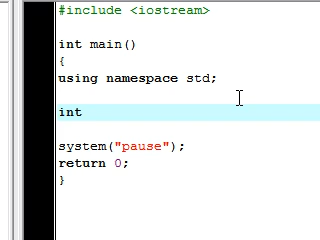 #include <iostream>
int main()
{
using namespace std;
int
system("pause");
return 0;
}